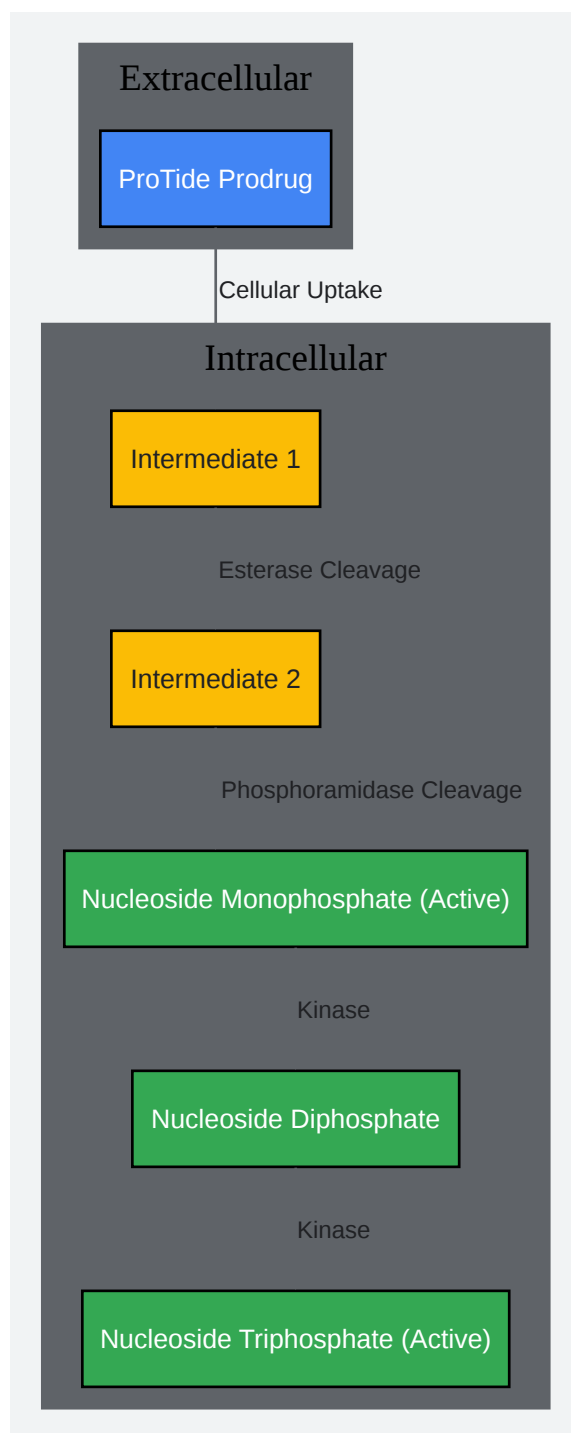 Extracellular
ProTide Prodrug
Cellular Uptake
Intracellular
Intermediate 1
Esterase Cleavage
Intermediate 2
Phosphoramidase Cleavage
Nucleoside Monophosphate (Active)
Kinase
Nucleoside Diphosphate
Kinase
Nucleoside Triphosphate (Active)